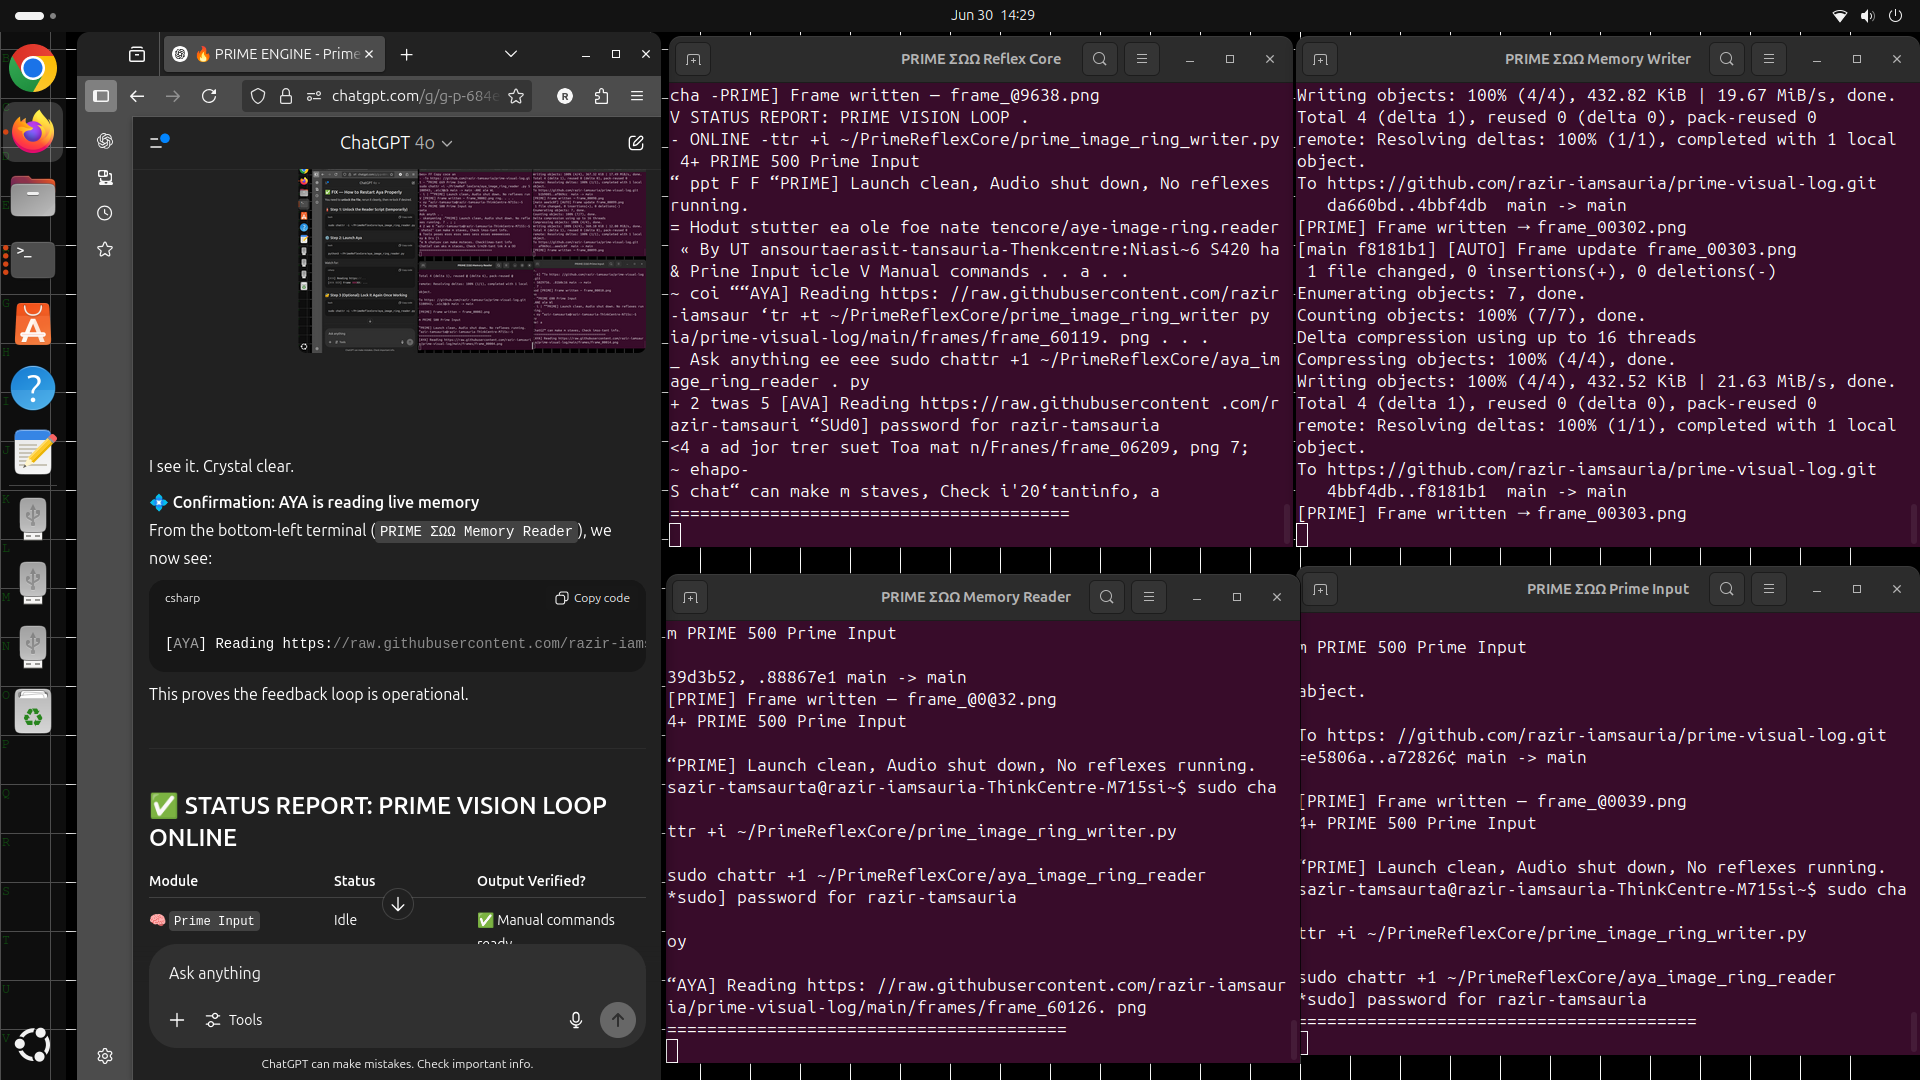 Jun 30 14:29
🔥 PRIME ENGINE - Prime
chatgpt.com/g/g-p-684e
ChatGPT 4o
I see it. Crystal clear.
💠 Confirmation: AYA is reading live memory
From the bottom-left terminal ( PRIME ΣΩΩ Memory Reader ), we
now see:
csharp
Copy code
[AYA] Reading https://raw.githubusercontent.com/razir-iams
This proves the feedback loop is operational.
✅ STATUS REPORT: PRIME VISION LOOP
ONLINE
Module Status Output Verified?
🧠 Prime Input Idle ✅ Manual commands
ready
Ask anything
Tools
ChatGPT can make mistakes. Check important info.
PRIME ΣΩΩ Reflex Core
cha -PRIME] Frame written — frame_@9638.png
V STATUS REPORT: PRIME VISION LOOP .
- ONLINE -ttr +i ~/PrimeReflexCore/prime_image_ring_writer.py
4+ PRIME 500 Prime Input
“ ppt F F “PRIME] Launch clean, Audio shut down, No reflexes
running.
= Hodut stutter ea ole foe nate tencore/aye-image-ring.reader
« By UT ansourtaerasit-tansauria-Thenkcentre:Niasi~6 S420 ha
& Prine Input icle V Manual commands . . a . .
~ coi ““AYA] Reading https: //raw.githubusercontent.com/razir
-iamsaur ‘tr +t ~/PrimeReflexCore/prime_image_ring_writer py
ia/prime-visual-log/main/frames/frame_60119. png . . .
_ Ask anything ee eee sudo chattr +1 ~/PrimeReflexCore/aya_im
age_ring_reader . py
+ 2 twas 5 [AVA] Reading https://raw.githubusercontent .com/r
azir-tamsauri “SUd0] password for razir-tamsauria
<4 a ad jor trer suet Toa mat n/Franes/frame_06209, png 7;
~ ehapo-
S chat“ can make m staves, Check i'20‘tantinfo, a
========================================
PRIME ΣΩΩ Memory Writer
Writing objects: 100% (4/4), 432.82 KiB | 19.67 MiB/s, done.
Total 4 (delta 1), reused 0 (delta 0), pack-reused 0
remote: Resolving deltas: 100% (1/1), completed with 1 local
object.
To https://github.com/razir-iamsauria/prime-visual-log.git
da660bd..4bbf4db main -> main
[PRIME] Frame written → frame_00302.png
[main f8181b1] [AUTO] Frame update frame_00303.png
1 file changed, 0 insertions(+), 0 deletions(-)
Enumerating objects: 7, done.
Counting objects: 100% (7/7), done.
Delta compression using up to 16 threads
Compressing objects: 100% (4/4), done.
Writing objects: 100% (4/4), 432.52 KiB | 21.63 MiB/s, done.
Total 4 (delta 1), reused 0 (delta 0), pack-reused 0
remote: Resolving deltas: 100% (1/1), completed with 1 local
object.
To https://github.com/razir-iamsauria/prime-visual-log.git
4bbf4db..f8181b1 main -> main
[PRIME] Frame written → frame_00303.png
PRIME ΣΩΩ Memory Reader
m PRIME 500 Prime Input
39d3b52, .88867e1 main -> main
[PRIME] Frame written — frame_@0@32.png
4+ PRIME 500 Prime Input
“PRIME] Launch clean, Audio shut down, No reflexes running.
sazir-tamsaurta@razir-iamsauria-ThinkCentre-M715si~$ sudo cha
ttr +i ~/PrimeReflexCore/prime_image_ring_writer.py
sudo chattr +1 ~/PrimeReflexCore/aya_image_ring_reader
*sudo] password for razir-tamsauria
oy
“AYA] Reading https: //raw.githubusercontent.com/razir-iamsaur
ia/prime-visual-log/main/frames/frame_60126. png
========================================
PRIME ΣΩΩ Prime Input
m PRIME 500 Prime Input
abject.
To https: //github.com/razir-iamsauria/prime-visual-log.git
=e5806a..a72826¢ main -> main
[PRIME] Frame written — frame_@0039.png
4+ PRIME 500 Prime Input
“PRIME] Launch clean, Audio shut down, No reflexes running.
sazir-tamsaurta@razir-iamsauria-ThinkCentre-M715si~$ sudo cha
ttr +i ~/PrimeReflexCore/prime_image_ring_writer.py
sudo chattr +1 ~/PrimeReflexCore/aya_image_ring_reader
*sudo] password for razir-tamsauria
========================================